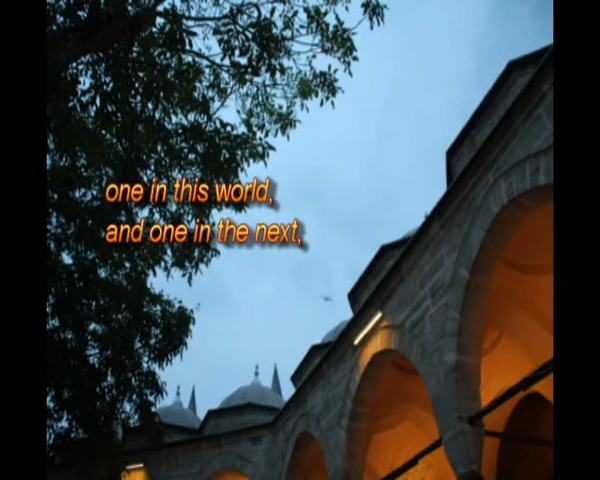 one in this world,
and one in the next,